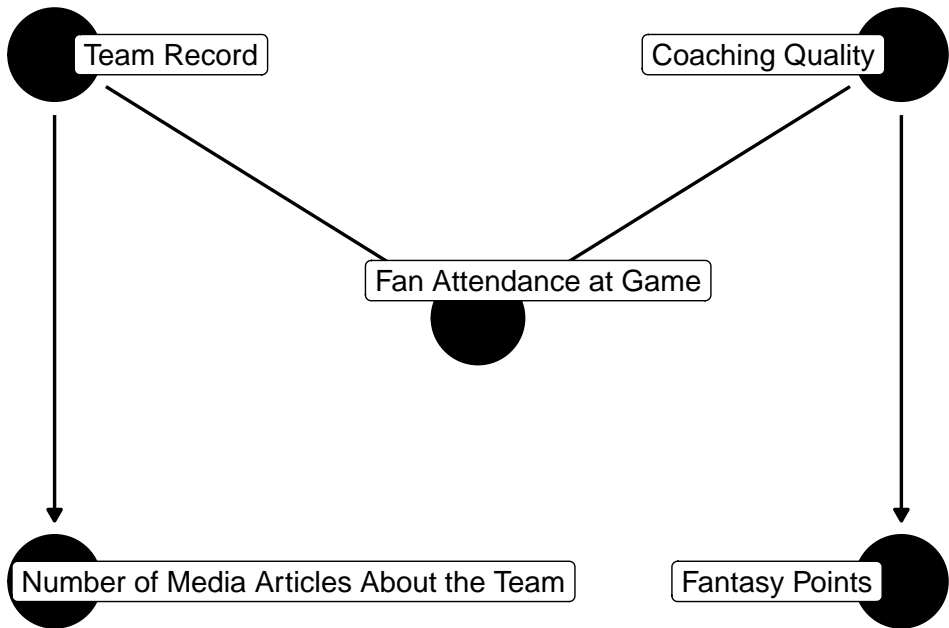 Team Record
Coaching Quality
Fan Attendance at Game
Number of Media Articles About the Team
Fantasy Points